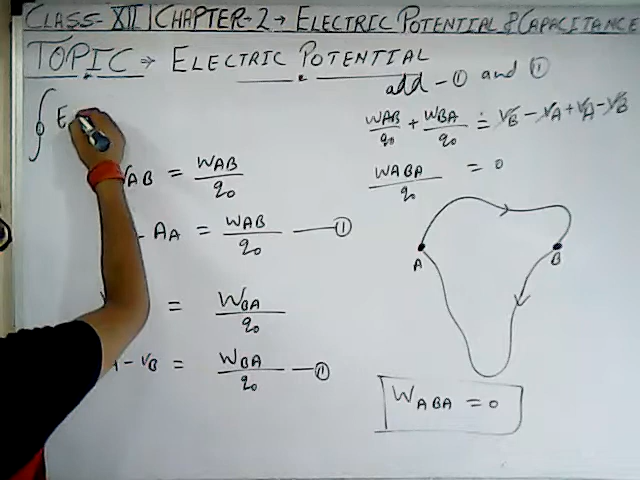 CLASS-XII | CHAPTER-2 → ELECTRIC POTENTIAL & CAPACITANCE
TOPIC → ELECTRIC POTENTIAL
add - ① and ①
∮ E.
WAB/q₀ + WBA/q₀ = VB - VA + VA - VB
WABA/q₀ = 0
VAB = WAB/q₀
- AA = WAB/q₀ — ①
= WBA/q₀
- VB = WBA/q₀ — ①
A
B
WABA = 0